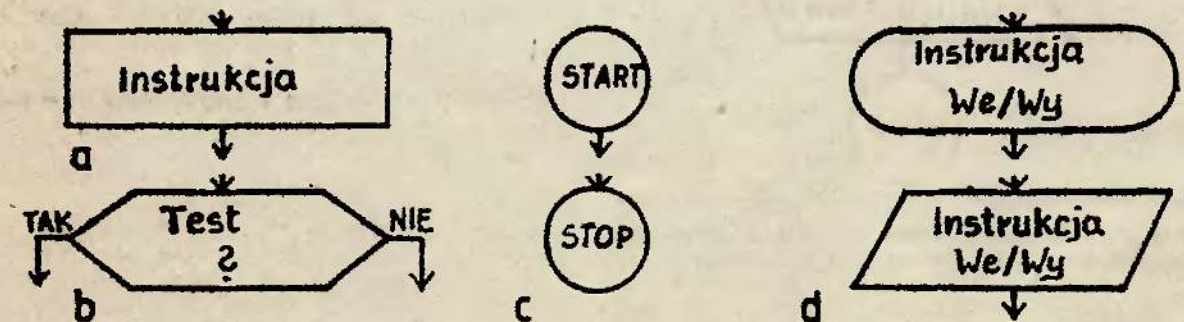 Instrukcja
a
TAK
Test
?
NIE
b
START
STOP
c
Instrukcja
We/Wy
Instrukcja
We/Wy
d